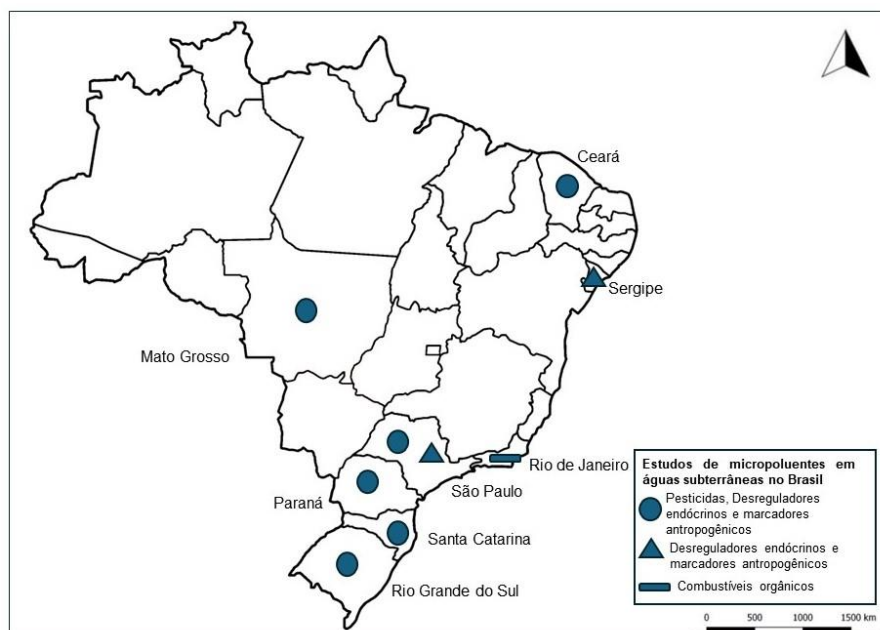 Ceará
Sergipe
Mato Grosso
Rio de Janeiro
São Paulo
Paraná
Santa Catarina
Rio Grande do Sul
Estudos de micropoluentes em
águas subterrâneas no Brasil
Pesticidas, Desreguladores
endócrinos e marcadores
antropogênicos
Desreguladores endócrinos e
marcadores antropogênicos
Combustíveis orgânicos
0 500 1000 1500 km